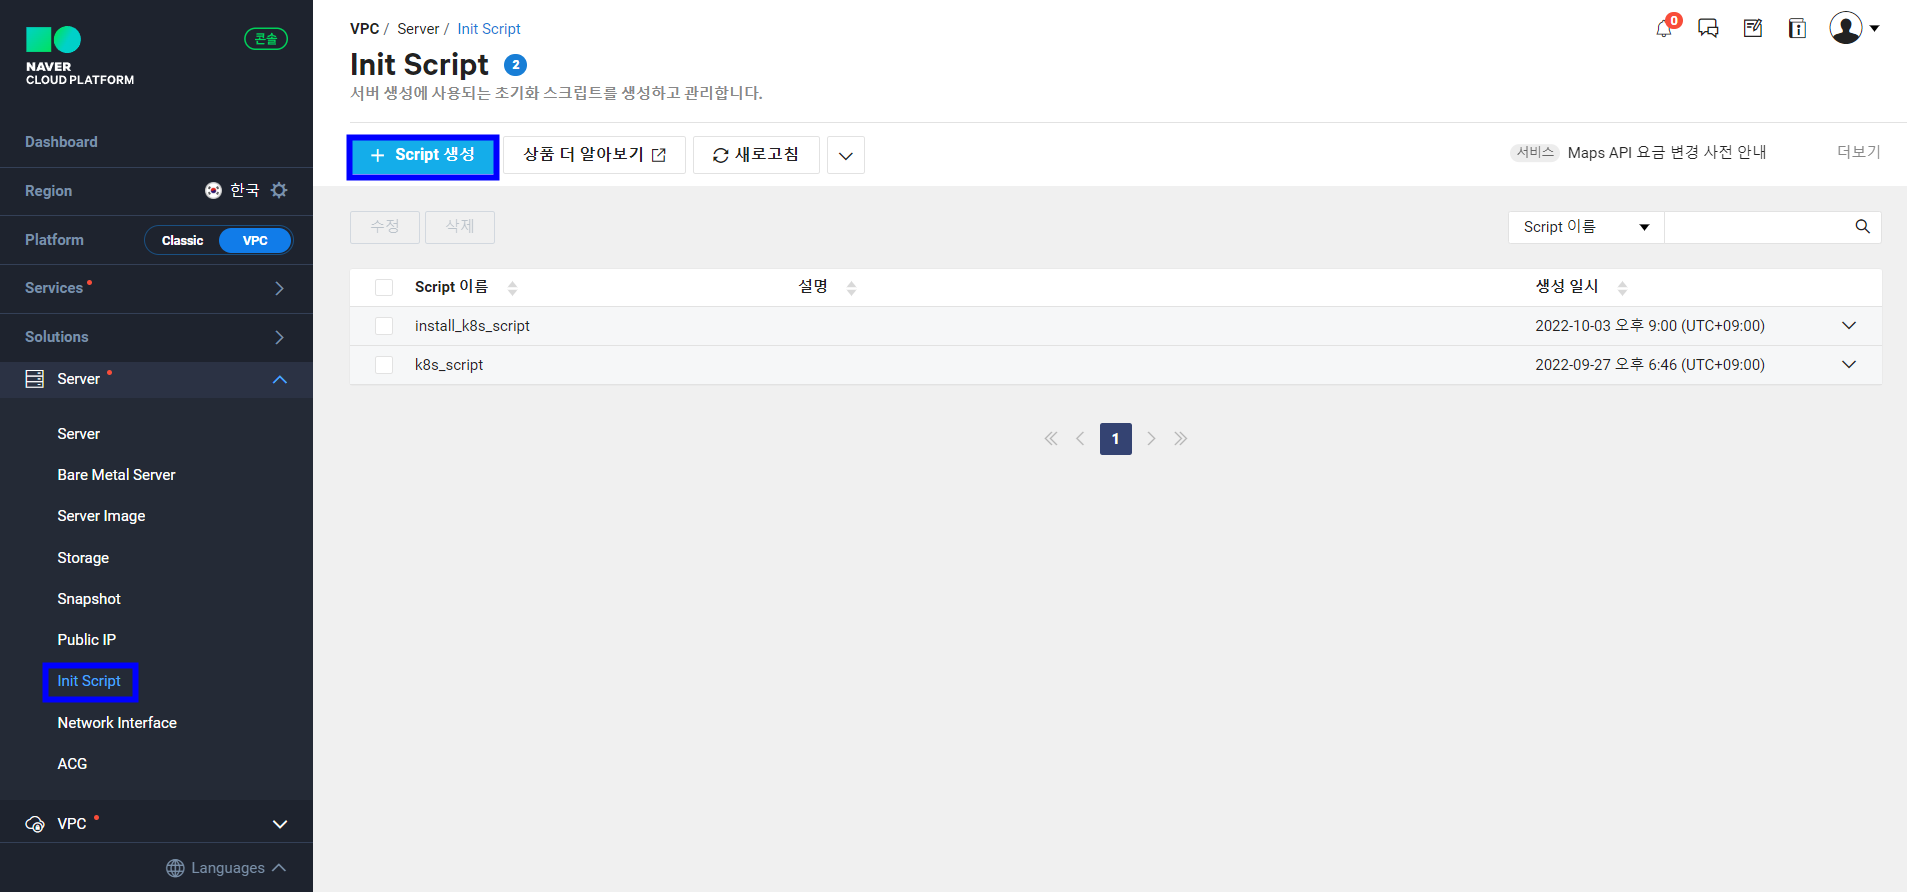 NAVER
CLOUD PLATFORM
콘솔
Dashboard
Region 한국
Platform Classic VPC
Services
Solutions
Server
Server
Bare Metal Server
Server Image
Storage
Snapshot
Public IP
Init Script
Network Interface
ACG
VPC
Languages
VPC / Server / Init Script
0
Init Script 2
서버 생성에 사용되는 초기화 스크립트를 생성하고 관리합니다.
+ Script 생성 상품 더 알아보기 새로고침
서비스 Maps API 요금 변경 사전 안내 더보기
수정 삭제
Script 이름
Script 이름 설명 생성 일시
install_k8s_script 2022-10-03 오후 9:00 (UTC+09:00)
k8s_script 2022-09-27 오후 6:46 (UTC+09:00)
1